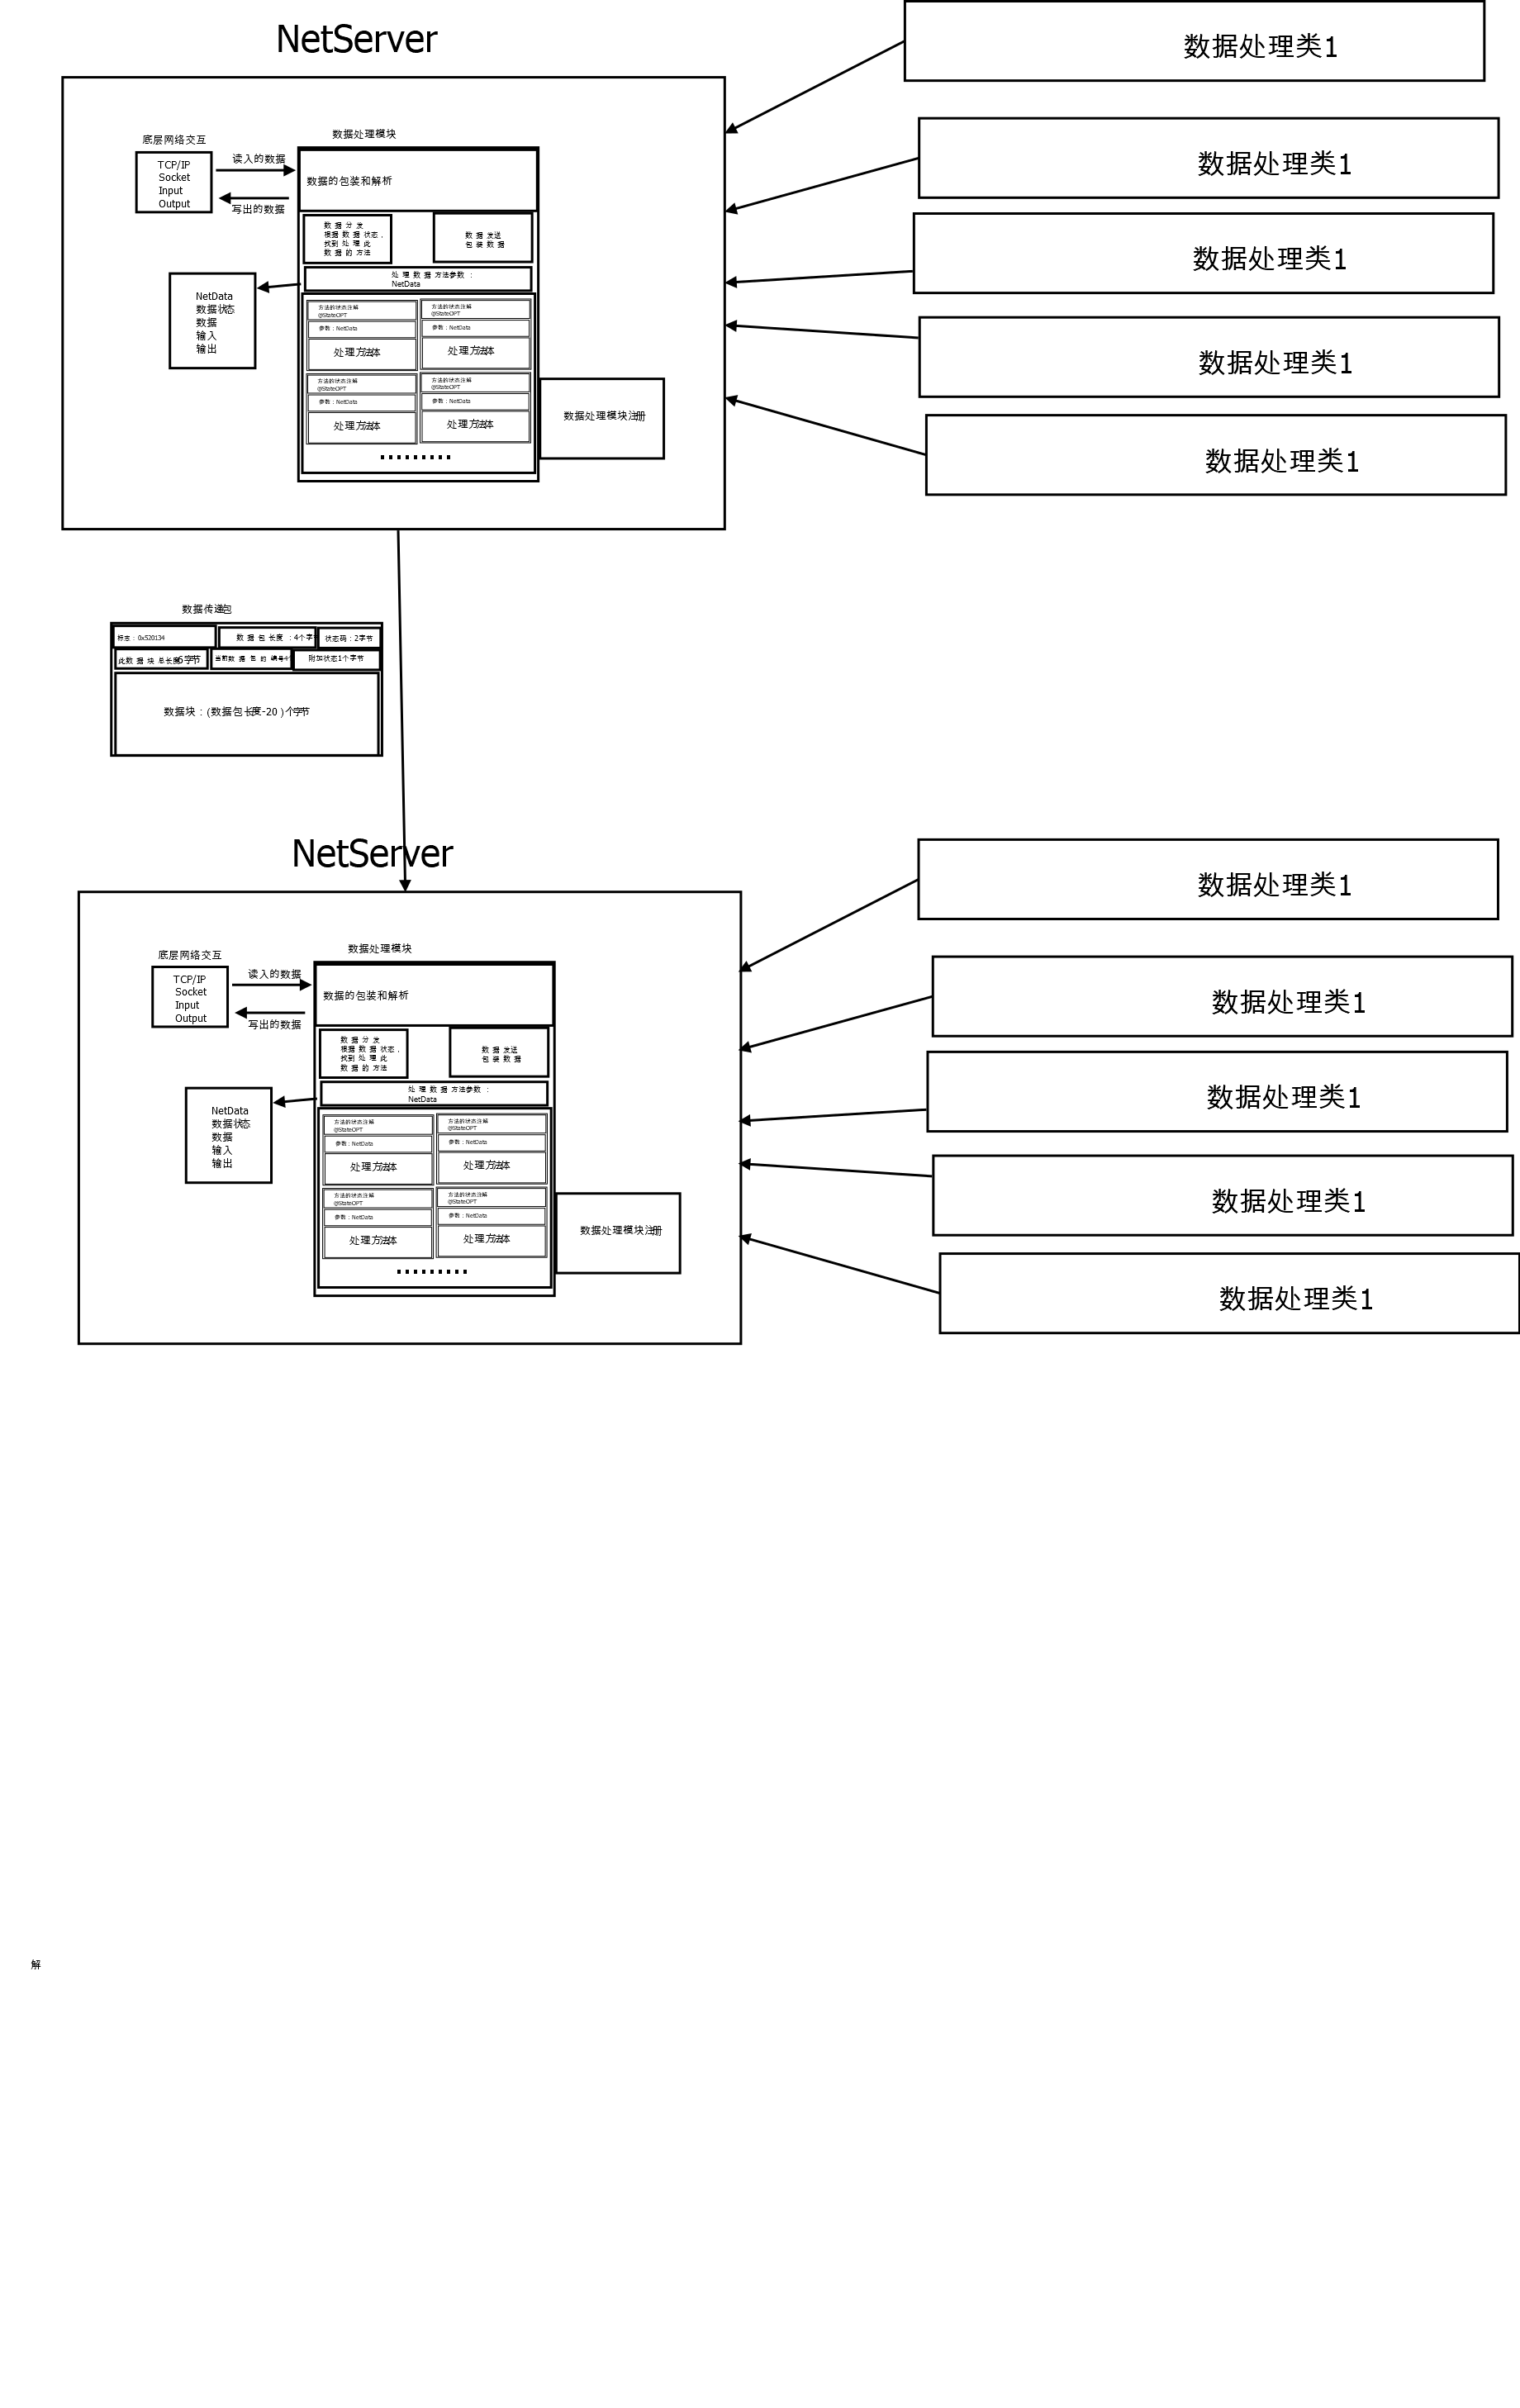 NetServer
数据处理类1
数据处理类1
数据处理类1
数据处理类1
数据处理类1
底层网络交互
TCP/IP
Socket
Input
Output
读入的数据
写出的数据
数据处理模块
数据的包装和解析
数据分发
根据数据状态,
找到处理此
数据的方法
数据发送
包装数据
处理数据方法参数:
NetData
NetData
数据状态
数据
输入
输出
方法的状态注解
@StateOPT
参数:NetData
处理方法体
方法的状态注解
@StateOPT
参数:NetData
处理方法体
方法的状态注解
@StateOPT
参数:NetData
处理方法体
方法的状态注解
@StateOPT
参数:NetData
处理方法体
数据处理模块注册
数据传递包
标志:0x520134
数据包长度:4个字节
状态码:2字节
此数据块总长度
当前数据包的编号
附加状态1个字节
数据块:(数据包长度-20)个字节
NetServer
数据处理类1
数据处理类1
数据处理类1
数据处理类1
数据处理类1
底层网络交互
TCP/IP
Socket
Input
Output
读入的数据
写出的数据
数据处理模块
数据的包装和解析
数据分发
根据数据状态,
找到处理此
数据的方法
数据发送
包装数据
处理数据方法参数:
NetData
NetData
数据状态
数据
输入
输出
方法的状态注解
@StateOPT
参数:NetData
处理方法体
方法的状态注解
@StateOPT
参数:NetData
处理方法体
方法的状态注解
@StateOPT
参数:NetData
处理方法体
方法的状态注解
@StateOPT
参数:NetData
处理方法体
数据处理模块注册
解